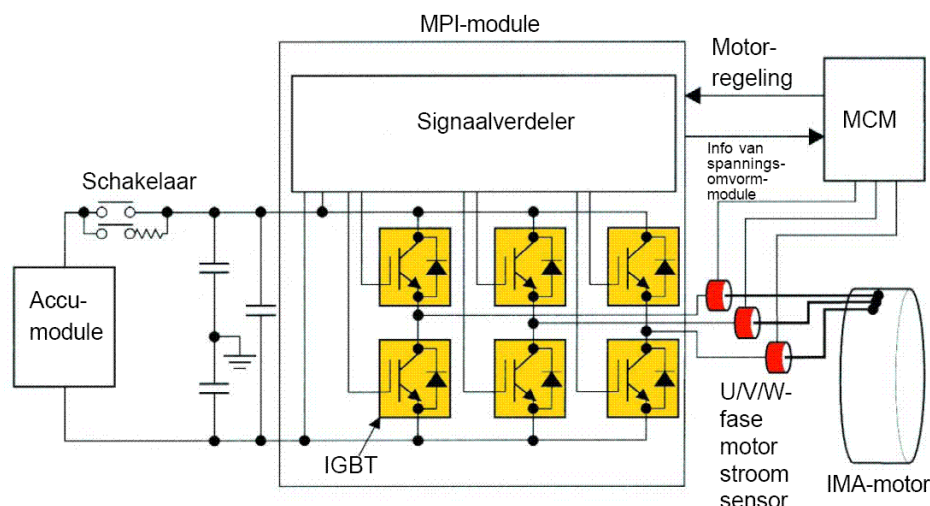 MPI-module
Motor-
regeling
Signaalverdeler
MCM
Info van
spannings-
omvorm-
module
Schakelaar
Accu-
module
IGBT
U/V/W-
fase
motor
stroom
sensor
IMA-motor